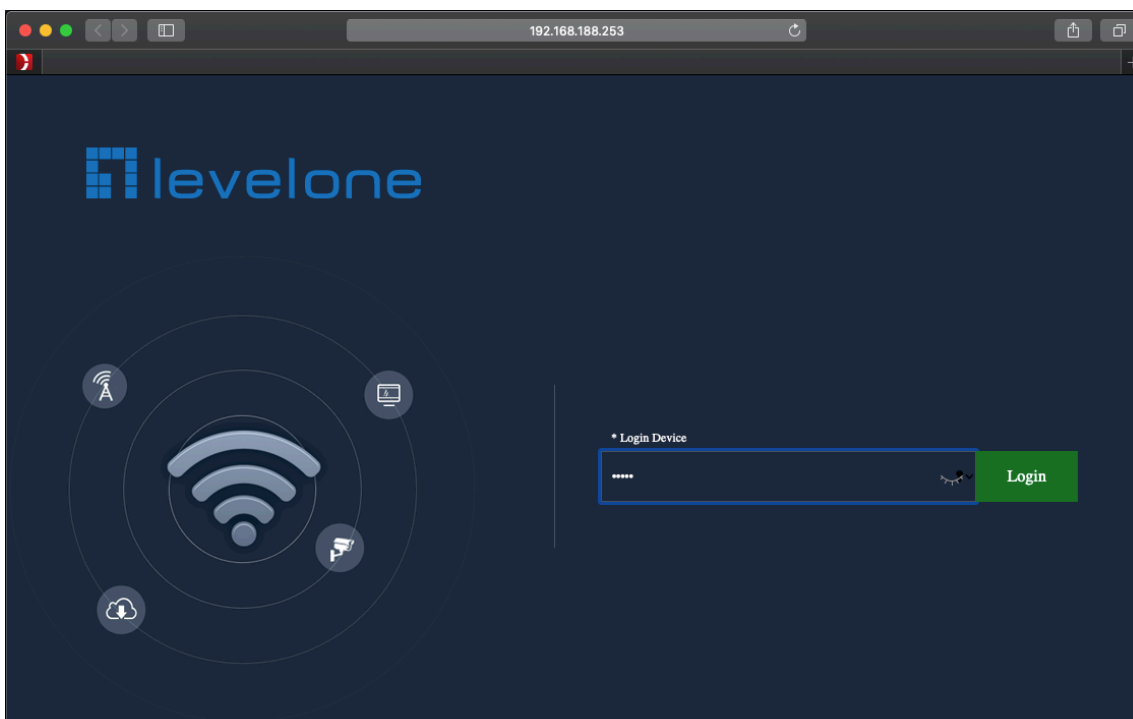 192.168.188.253
levelone
* Login Device
•••••
Login